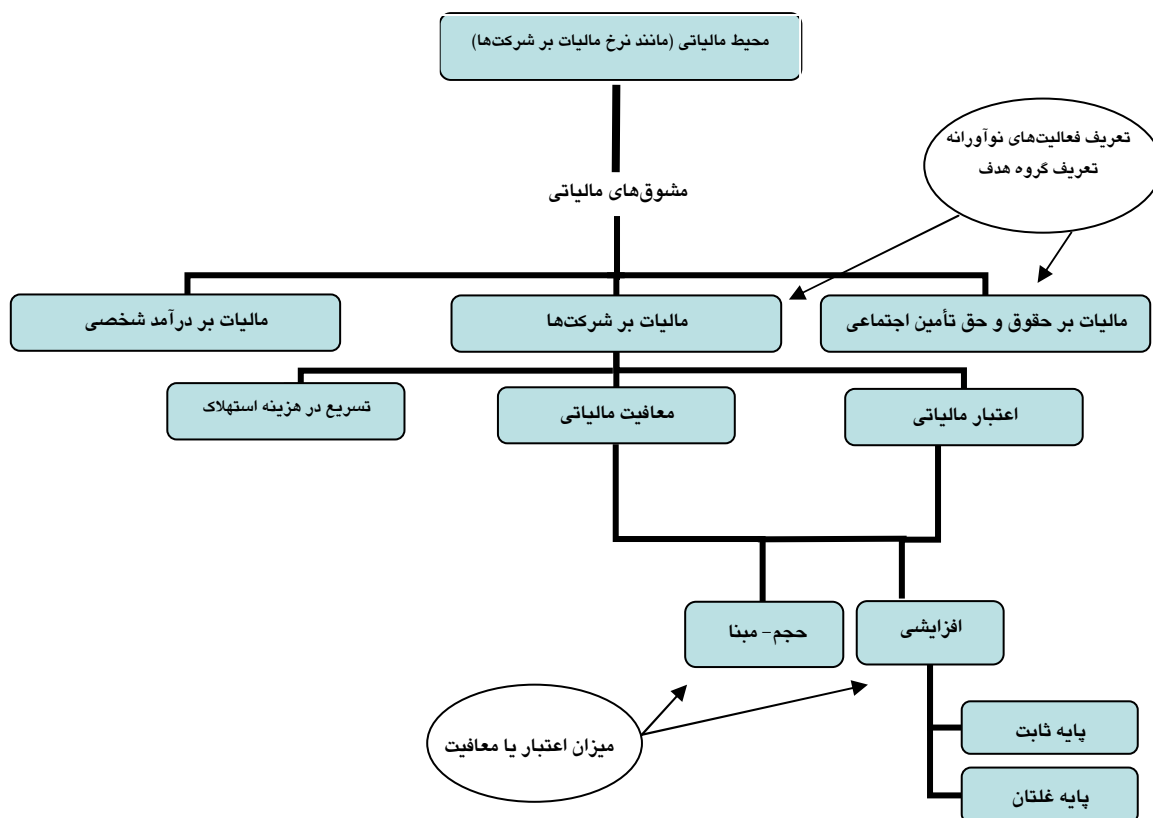 محیط مالیاتی (مانند نرخ مالیات بر شرکت‌ها)
تعریف فعالیت‌های نوآورانه
تعریف گروه هدف
مشوق‌های مالیاتی
مالیات بر حقوق و حق تأمین اجتماعی
مالیات بر شرکت‌ها
مالیات بر درآمد شخصی
اعتبار مالیاتی
معافیت مالیاتی
تسریع در هزینه استهلاک
افزایشی
حجم- مبنا
میزان اعتبار یا معافیت
پایه ثابت
پایه غلتان